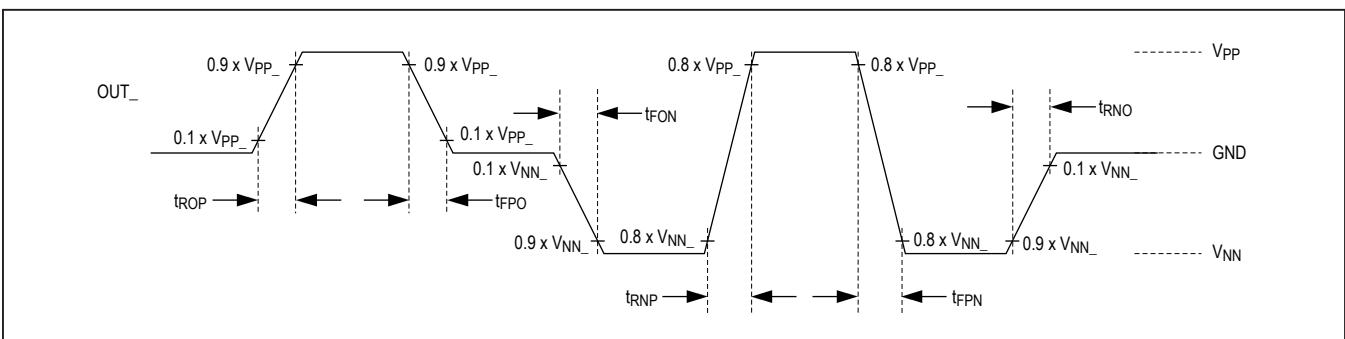 VPP
0.9 x VPP_
0.9 x VPP_
0.8 x VPP_
0.8 x VPP_
OUT_
tFON
tRNO
0.1 x VPP_
0.1 x VPP_
GND
0.1 x VNN_
0.1 x VNN_
tROP
tFPO
0.9 x VNN_
0.8 x VNN_
0.8 x VNN_
0.9 x VNN_
VNN
tRNP
tFPN